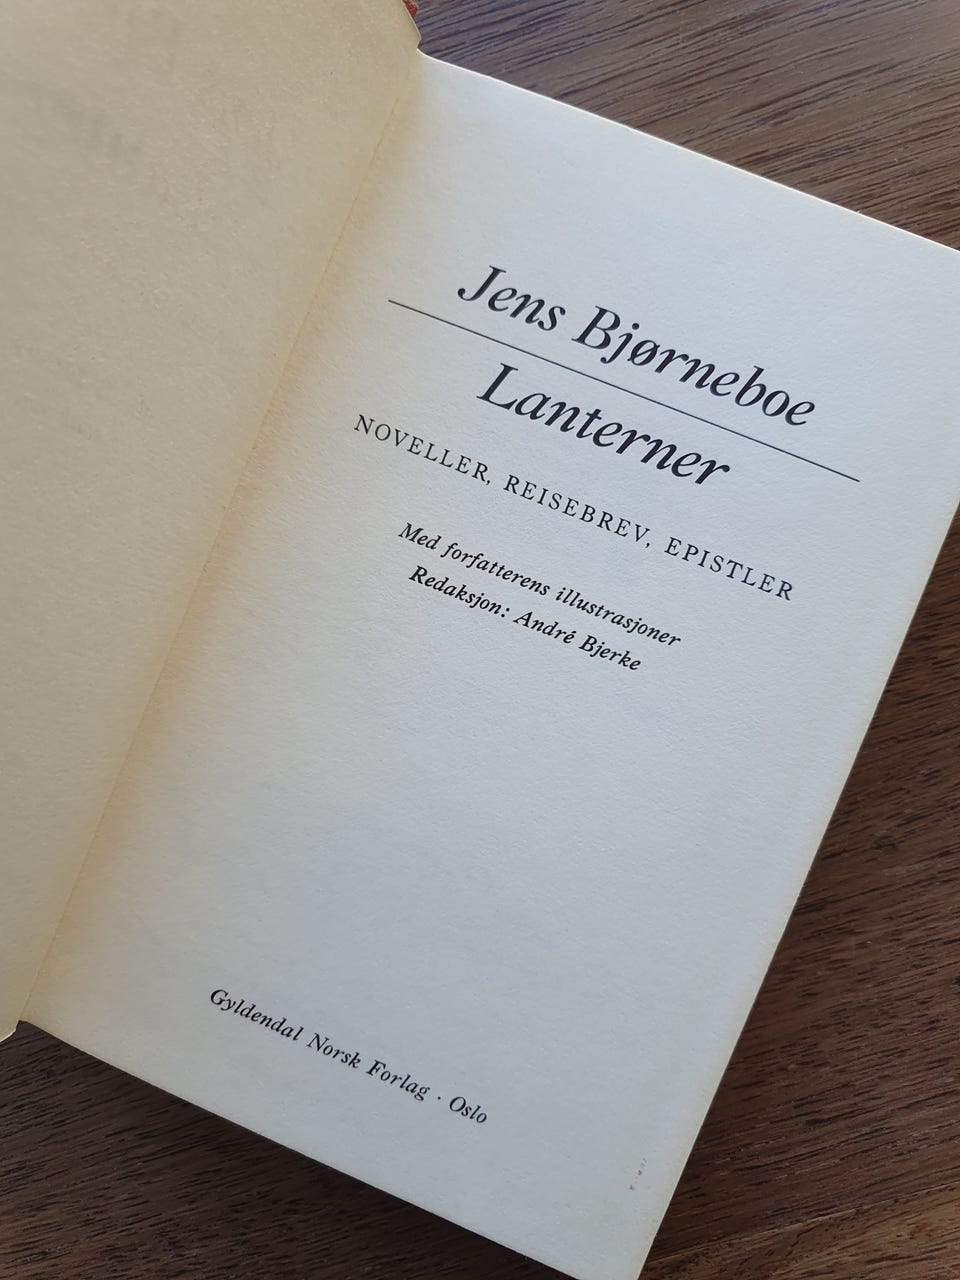 Jens Bjørneboe
Lanterner
NOVELLER, REISEBREV, EPISTLER
Med forfatterens illustrasjoner
Redaksjon: André Bjerke
Gyldendal Norsk Forlag · Oslo